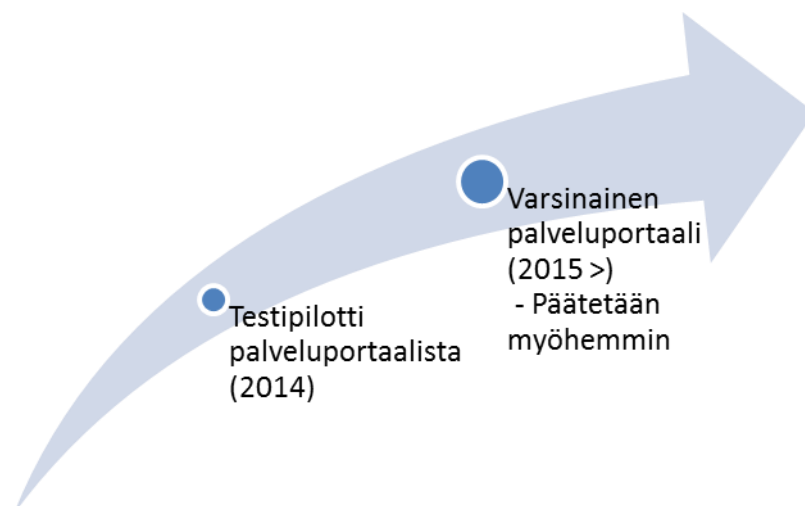 Varsinainen
palveluportaali
(2015 >)
- Päätetään
myöhemmin
Testipilotti
palveluportaalista
(2014)